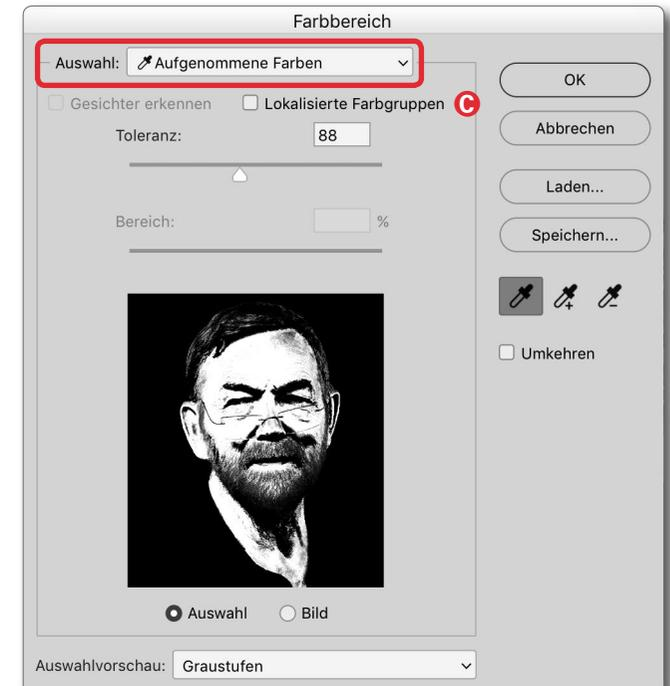 Farbbereich
Auswahl: Aufgenommene Farben
OK
Gesichter erkennen Lokalisierte Farbgruppen C
Toleranz: 88
Abbrechen
Laden...
Bereich: %
Speichern...
Umkehren
Auswahl Bild
Auswahlvorschau: Graustufen